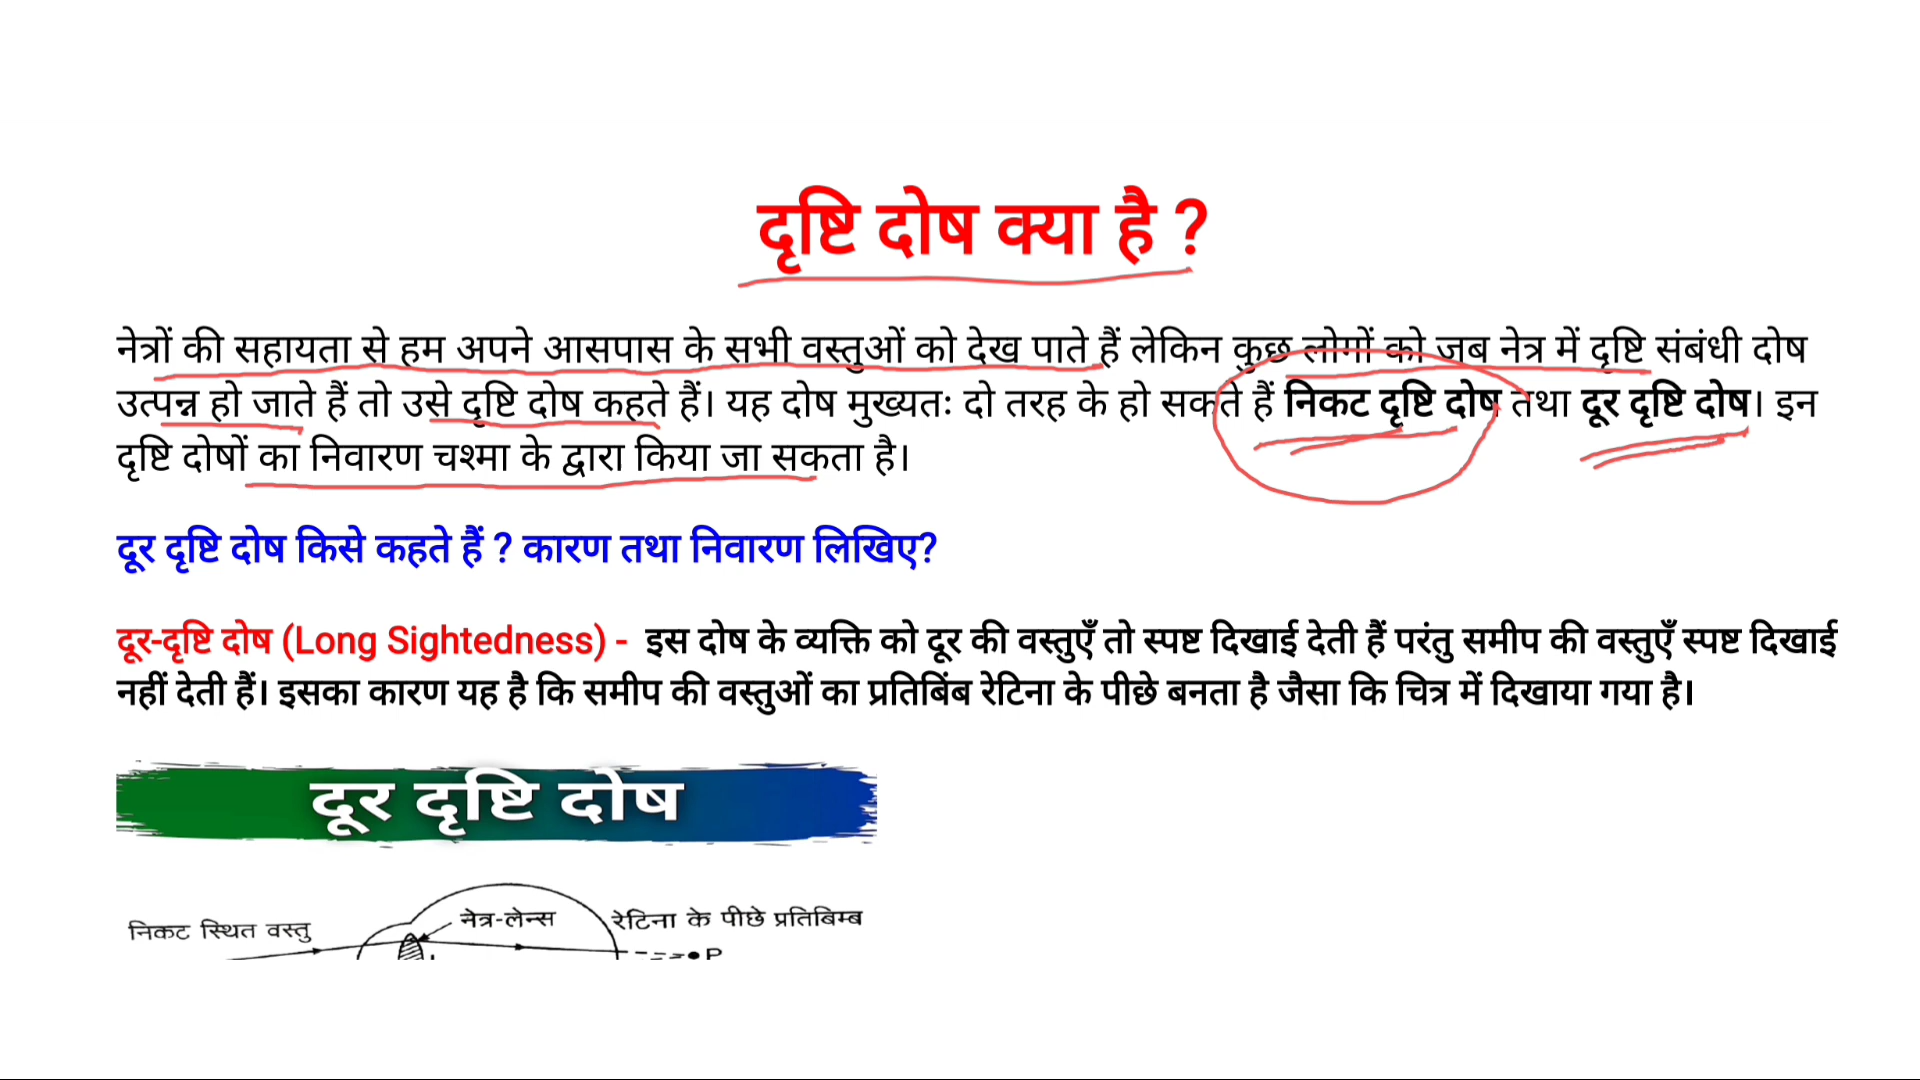 दृष्टि दोष क्या है ?
नेत्रों की सहायता से हम अपने आसपास के सभी वस्तुओं को देख पाते हैं लेकिन कुछ लोगों को जब नेत्र में दृष्टि संबंधी दोष
उत्पन्न हो जाते हैं तो उसे दृष्टि दोष कहते हैं। यह दोष मुख्यतः दो तरह के हो सकते हैं निकट दृष्टि दोष तथा दूर दृष्टि दोष। इन
दृष्टि दोषों का निवारण चश्मा के द्वारा किया जा सकता है।
दूर दृष्टि दोष किसे कहते हैं ? कारण तथा निवारण लिखिए?
दूर-दृष्टि दोष (Long Sightedness) - इस दोष के व्यक्ति को दूर की वस्तुएँ तो स्पष्ट दिखाई देती हैं परंतु समीप की वस्तुएँ स्पष्ट दिखाई
नहीं देती हैं। इसका कारण यह है कि समीप की वस्तुओं का प्रतिबिंब रेटिना के पीछे बनता है जैसा कि चित्र में दिखाया गया है।
दूर दृष्टि दोष
निकट स्थित वस्तु
नेत्र-लेन्स
रेटिना के पीछे प्रतिबिम्ब
P